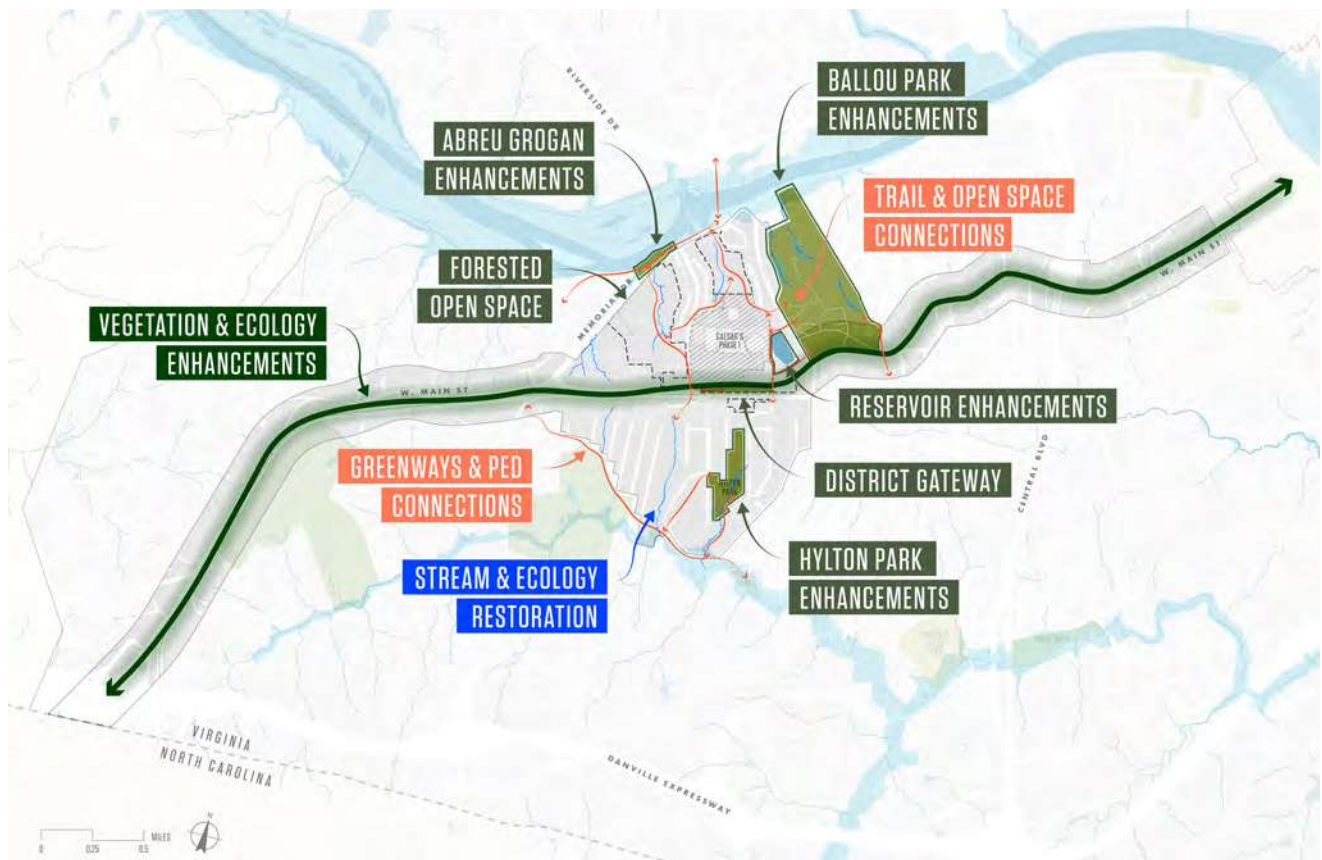 RIVERSIDE DR
BALLOU PARK
ENHANCEMENTS
ABREU GROGAN
ENHANCEMENTS
TRAIL & OPEN SPACE
CONNECTIONS
FORESTED
OPEN SPACE
MEMORIAL DR
W. MAIN ST
VEGETATION & ECOLOGY
ENHANCEMENTS
CAESAR'S
PHASE 1
W. MAIN ST
RESERVOIR ENHANCEMENTS
GREENWAYS & PED
CONNECTIONS
DISTRICT GATEWAY
CENTRAL BLVD
HYLTON
PARK
STREAM & ECOLOGY
RESTORATION
HYLTON PARK
ENHANCEMENTS
VIRGINIA
NORTH CAROLINA
DANVILLE EXPRESSWAY
N
MILES
0 0.25 0.5